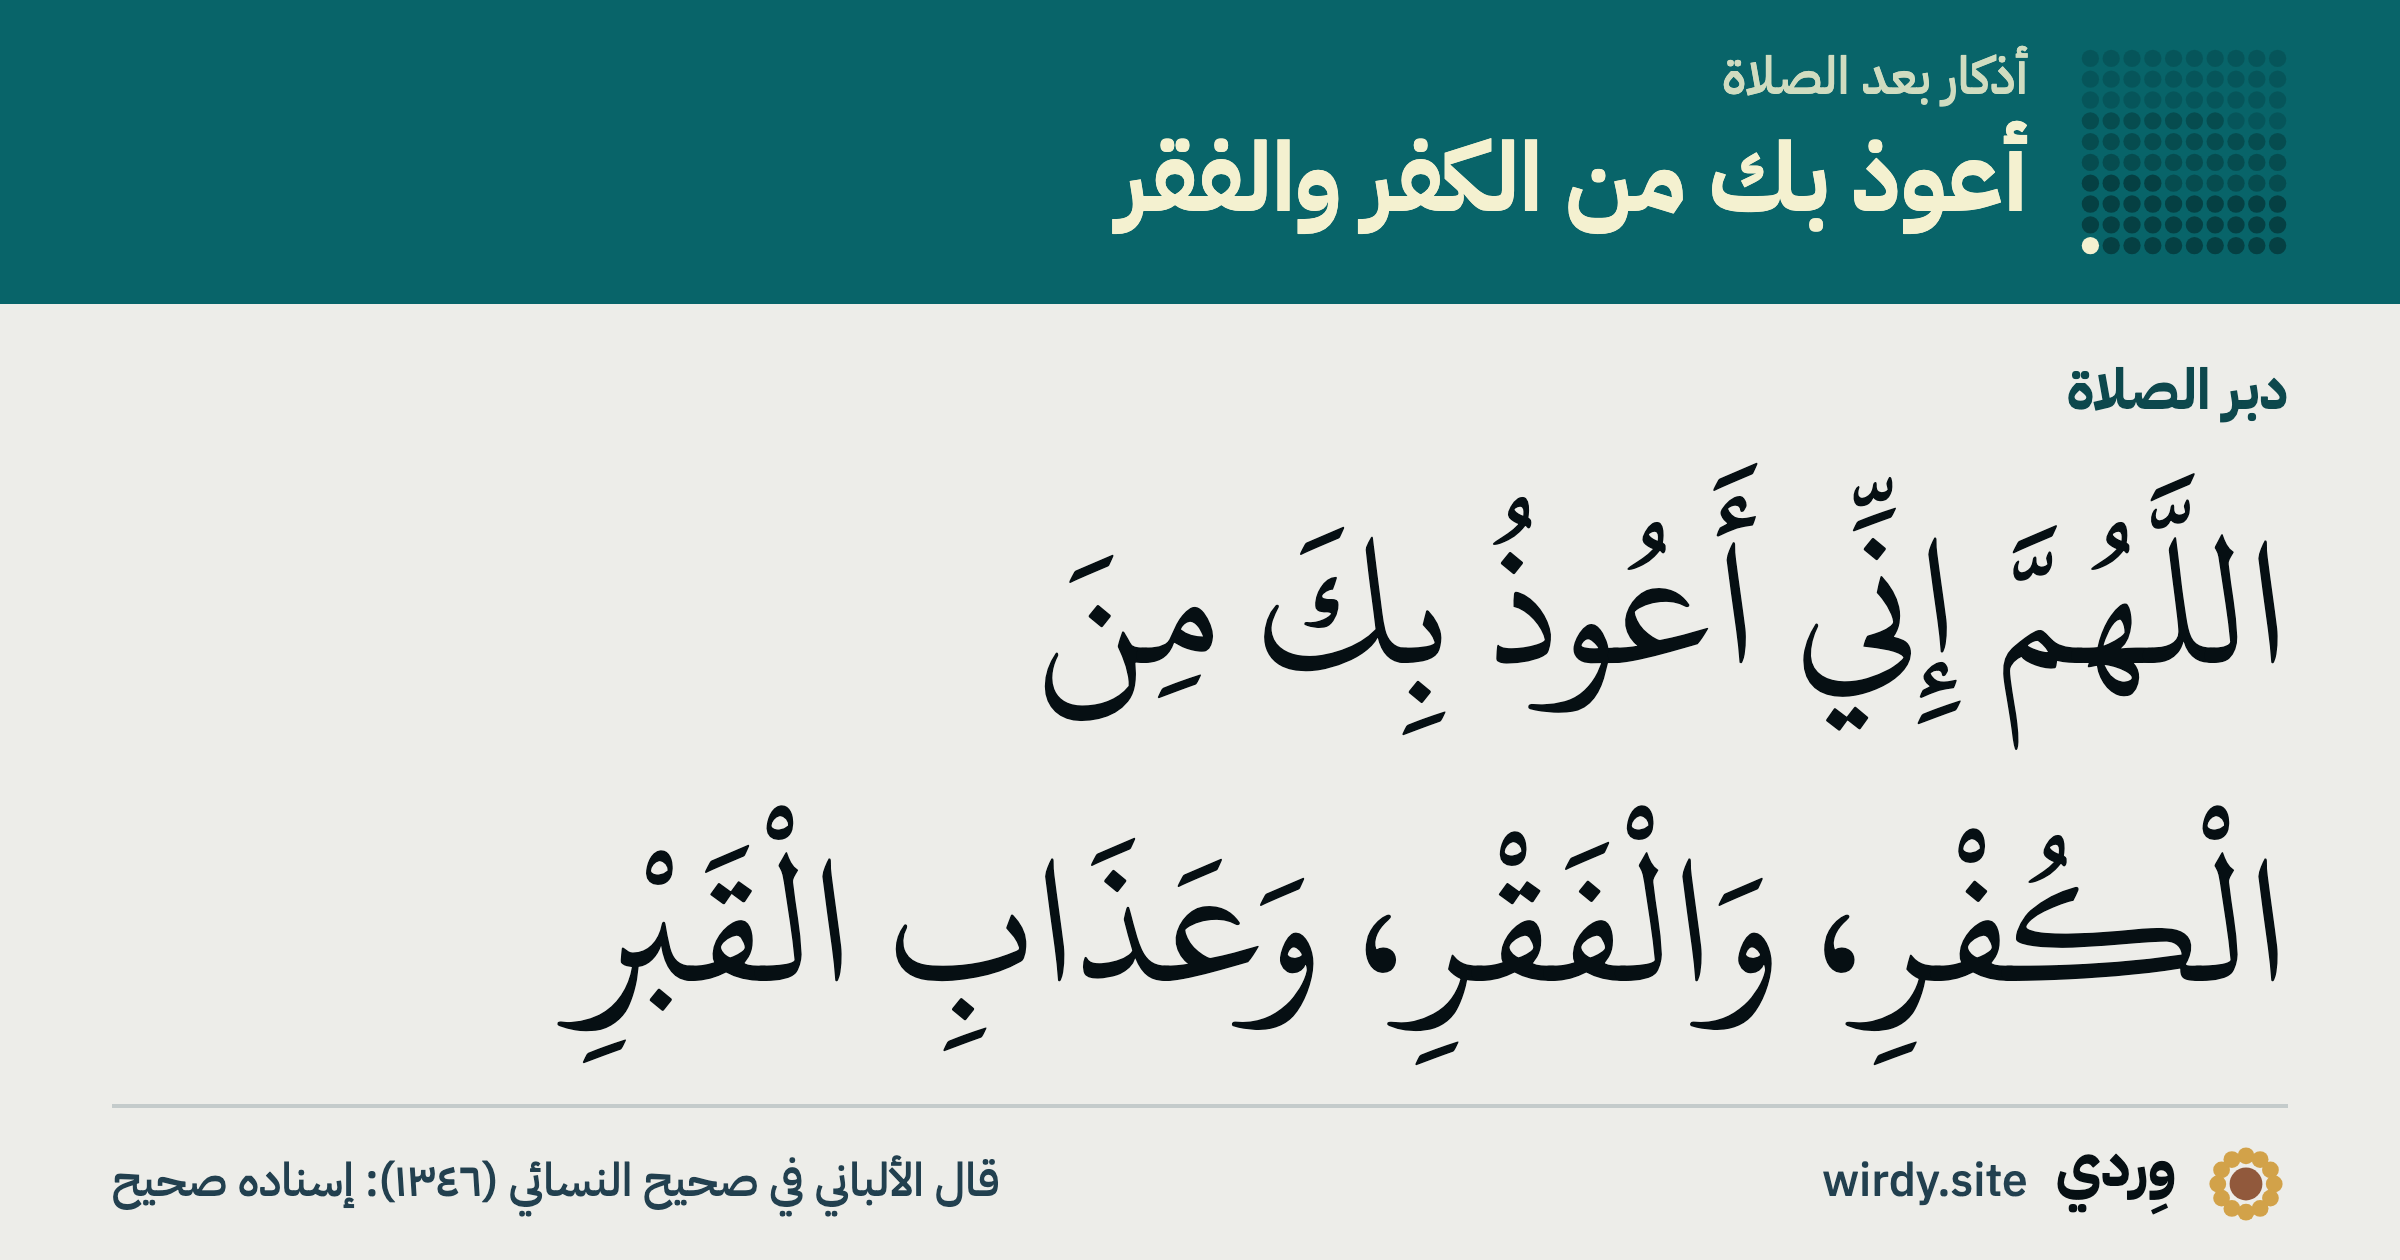 أذكار بعد الصلاة
أعوذ بك من الكفر والفقر
دبر الصلاة
اللَّهُمَّ إِنِّي أَعُوذُ بِكَ مِنَ
الْكُفْرِ، وَالْفَقْرِ، وَعَذَابِ الْقَبْرِ
وِردي wirdy.site
قال الألباني في صحيح النسائي (١٣٤٦): إسناده صحيح